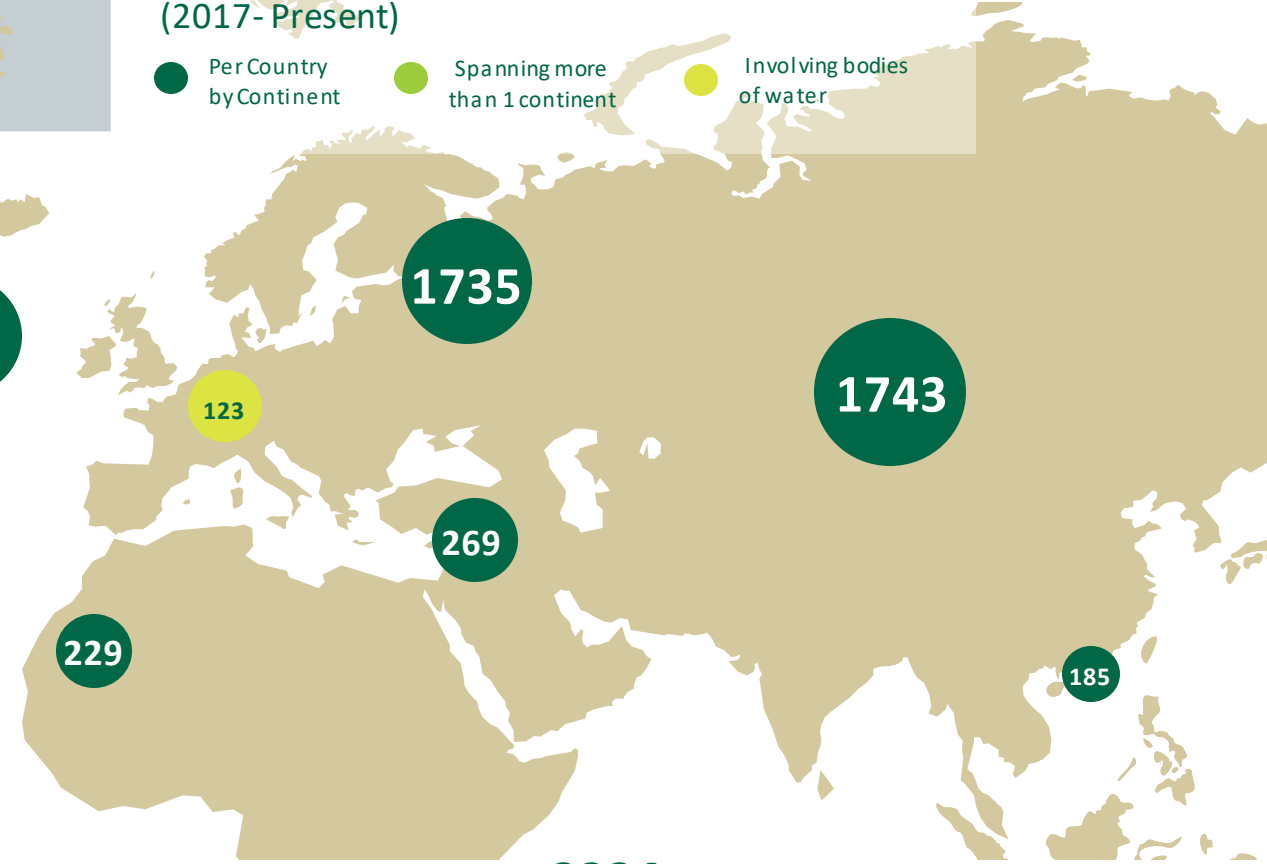 (2017- Present)
Per Country
by Continent
Spanning more
than 1 continent
Involving bodies
of water
1735
1743
123
269
229
185